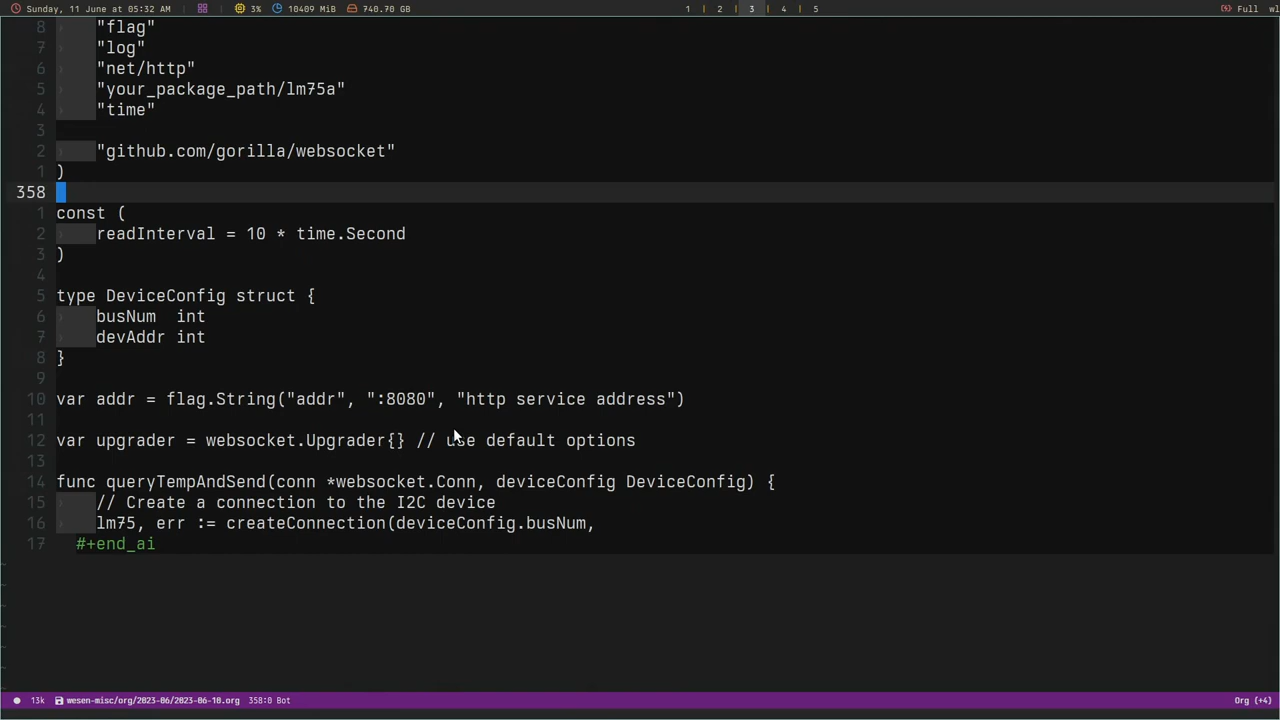 Sunday, 11 June at 05:32 AM 3% 10409 MiB 740.70 GB 1 | 2 | 3 | 4 | 5 Full wl
8 "flag"
7 "log"
6 "net/http"
5 "your_package_path/lm75a"
4 "time"
3
2 "github.com/gorilla/websocket"
1 )
358
1 const (
2 readInterval = 10 * time.Second
3 )
4
5 type DeviceConfig struct {
6 busNum int
7 devAddr int
8 }
9
10 var addr = flag.String("addr", ":8080", "http service address")
11
12 var upgrader = websocket.Upgrader{} // use default options
13
14 func queryTempAndSend(conn *websocket.Conn, deviceConfig DeviceConfig) {
15 // Create a connection to the I2C device
16 lm75, err := createConnection(deviceConfig.busNum,
17 #+end_ai
13k wesen-misc/org/2023-06/2023-06-10.org 358:0 Bot Org (+4)